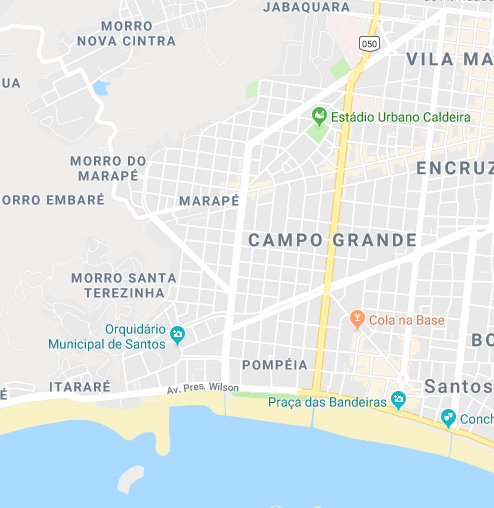 JABAQUARA
MORRO
NOVA CINTRA
050
VILA MA
UA
Estádio Urbano Caldeira
MORRO DO
MARAPÉ
ENCRUZ
ORRO EMBARÉ
MARAPÉ
CAMPO GRANDE
MORRO SANTA
TEREZINHA
Orquidário
Municipal de Santos
Cola na Base
BO
POMPÉIA
ITARARÉ
Av. Pres. Wilson
Santos
É
Praça das Bandeiras
Conch